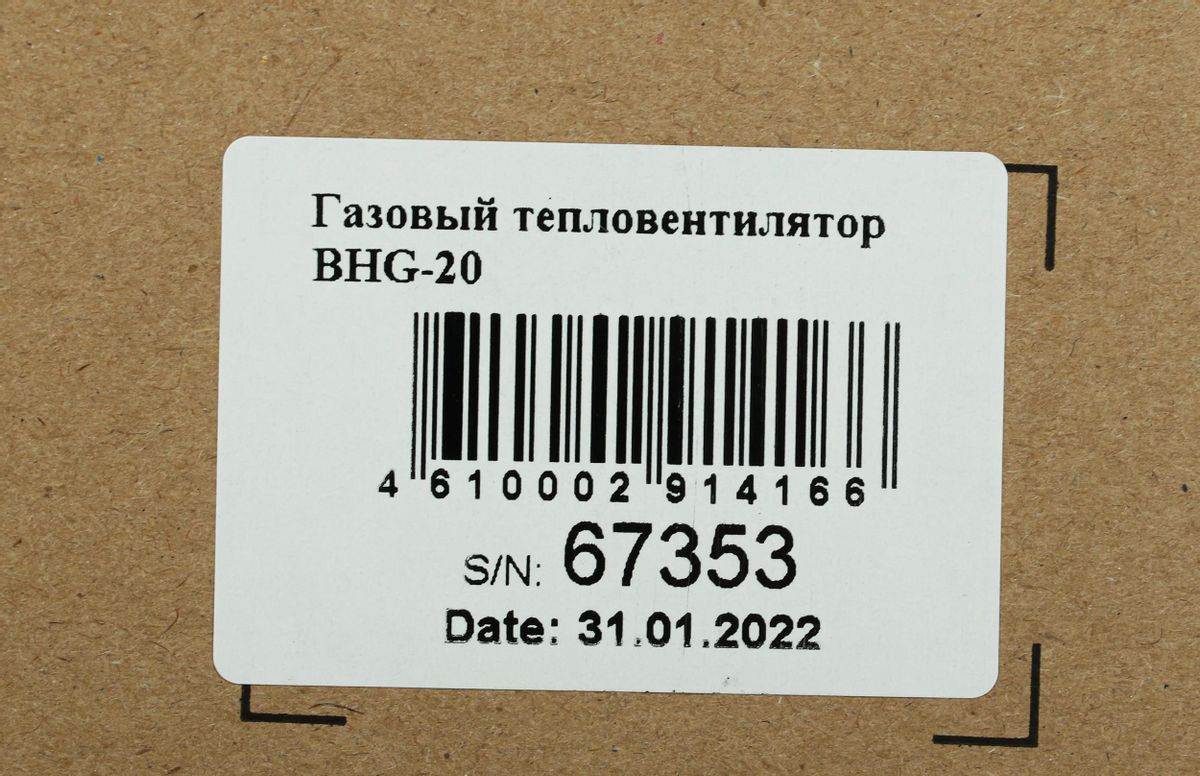 Газовый тепловентилятор
BHG-20
4 610002 914166
S/N: 67353
Date: 31.01.2022